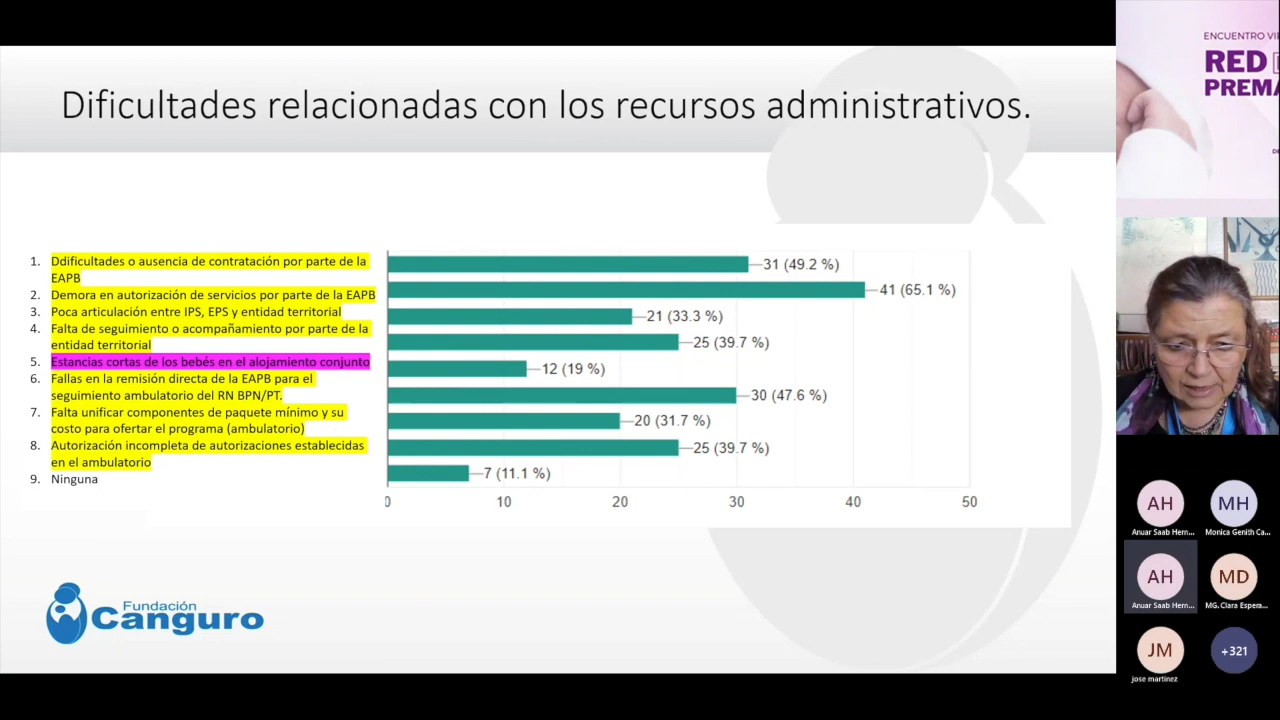 Dificultades relacionadas con los recursos administrativos.
1. Ddificultades o ausencia de contratación por parte de la
EAPB
2. Demora en autorización de servicios por parte de la EAPB
3. Poca articulación entre IPS, EPS y entidad territorial
4. Falta de seguimiento o acompañamiento por parte de la
entidad territorial
5. Estancias cortas de los bebés en el alojamiento conjunto
6. Fallas en la remisión directa de la EAPB para el
seguimiento ambulatorio del RN BPN/PT.
7. Falta unificar componentes de paquete mínimo y su
costo para ofertar el programa (ambulatorio)
8. Autorización incompleta de autorizaciones establecidas
en el ambulatorio
9. Ninguna
31 (49.2 %)
41 (65.1 %)
21 (33.3 %)
25 (39.7 %)
12 (19 %)
30 (47.6 %)
20 (31.7 %)
25 (39.7 %)
7 (11.1 %)
0 10 20 30 40 50
Fundación
Canguro
ENCUENTRO VI
RED
PREMA
AH MH
Anuar Saab Hern... Monica Genith Ca...
AH MD
Anuar Saab Hern... MG. Clara Espera...
JM +321
jose martinez